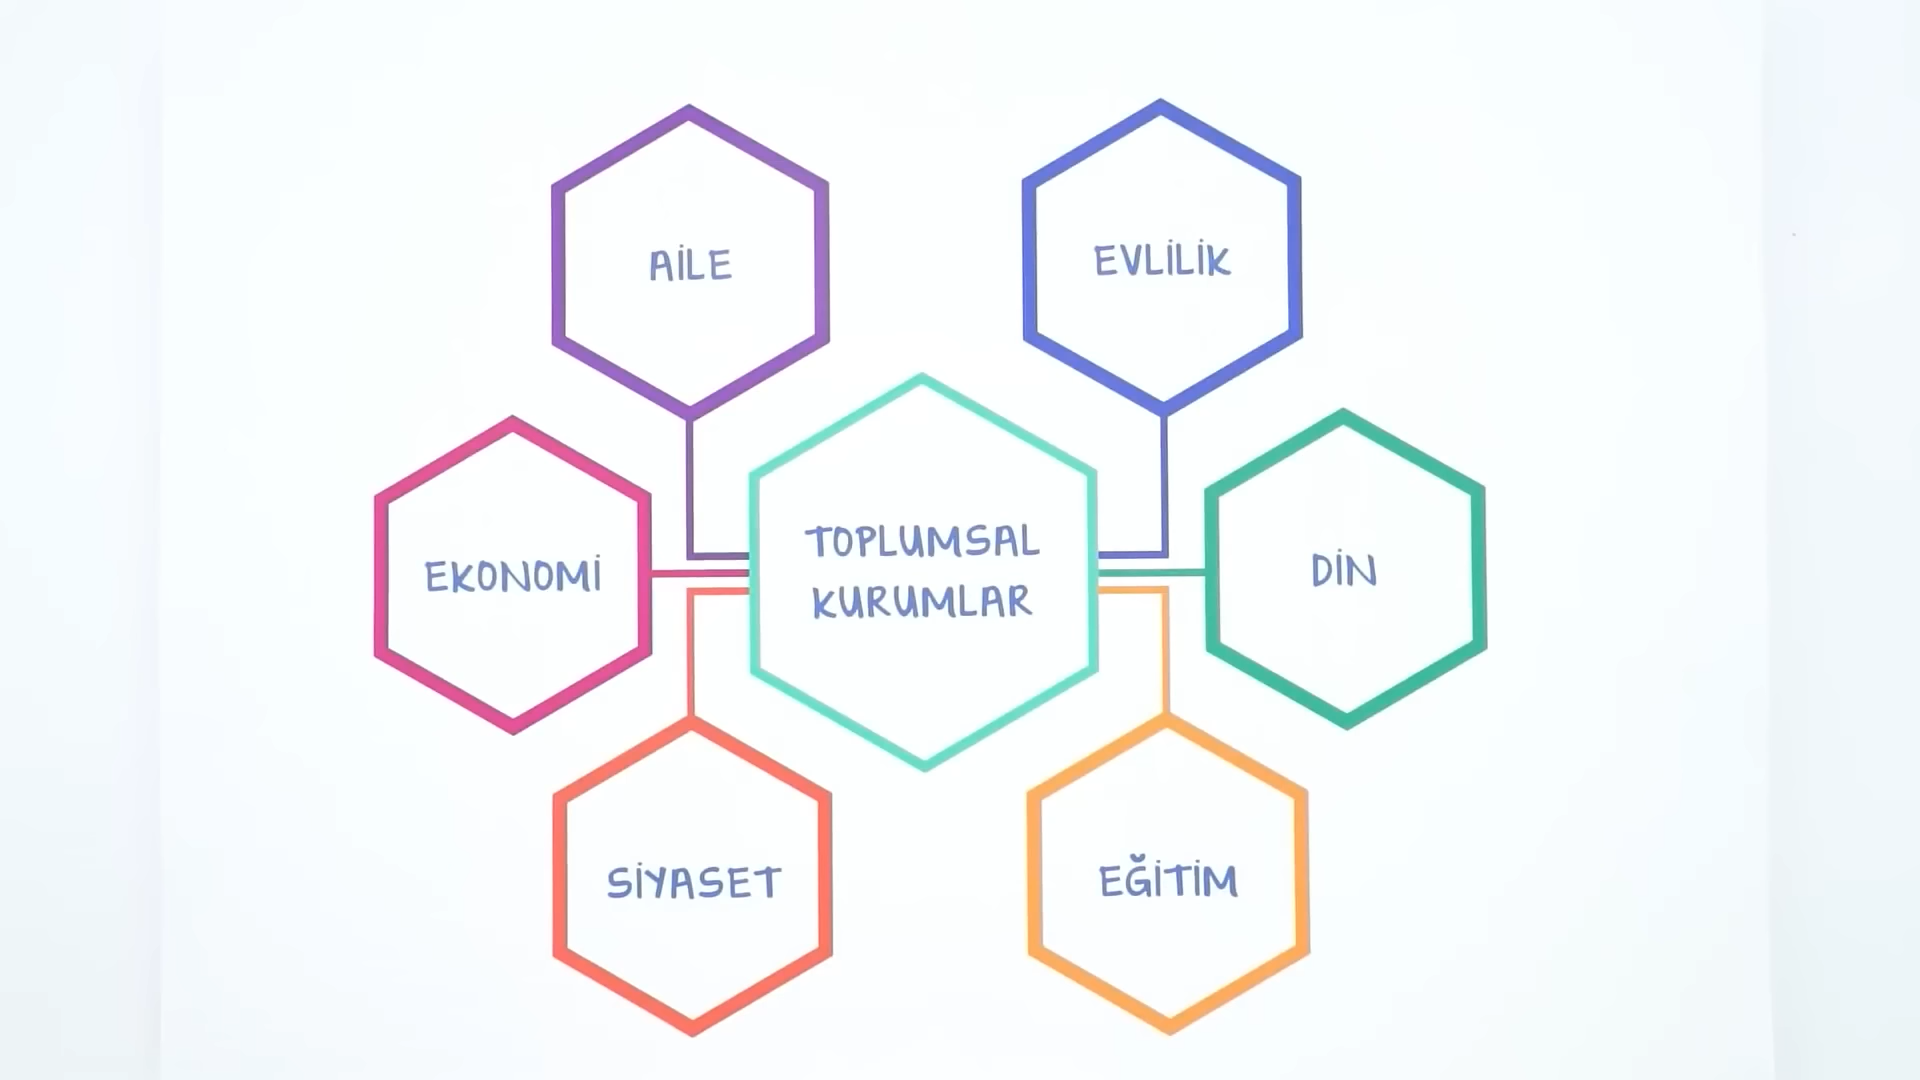 AİLE
EVLİLİK
EKONOMİ
TOPLUMSAL
KURUMLAR
DİN
SİYASET
EĞİTİM